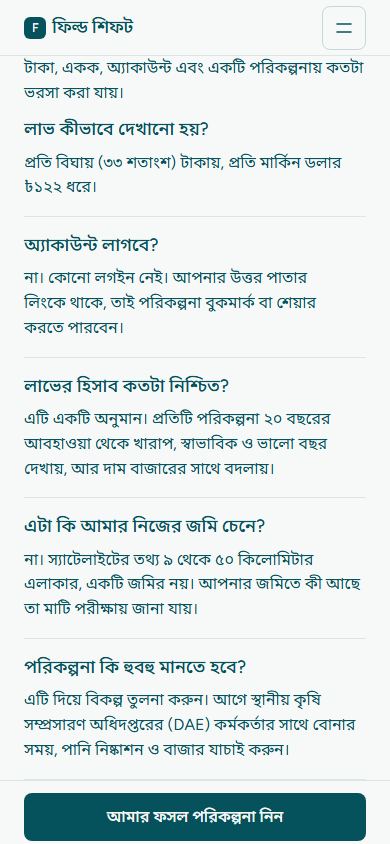 F ফিল্ড শিফট
টাকা, একক, অ্যাকাউন্ট এবং একটি পরিকল্পনায় কতটা
ভরসা করা যায়।
লাভ কীভাবে দেখানো হয়?
প্রতি বিঘায় (৩৩ শতাংশ) টাকায়, প্রতি মার্কিন ডলার
৳১২২ ধরে।
অ্যাকাউন্ট লাগবে?
না। কোনো লগইন নেই। আপনার উত্তর পাতার
লিংকে থাকে, তাই পরিকল্পনা বুকমার্ক বা শেয়ার
করতে পারবেন।
লাভের হিসাব কতটা নিশ্চিত?
এটি একটি অনুমান। প্রতিটি পরিকল্পনা ২০ বছরের
আবহাওয়া থেকে খারাপ, স্বাভাবিক ও ভালো বছর
দেখায়, আর দাম বাজারের সাথে বদলায়।
এটা কি আমার নিজের জমি চেনে?
না। স্যাটেলাইটের তথ্য ৯ থেকে ৫০ কিলোমিটার
এলাকার, একটি জমির নয়। আপনার জমিতে কী আছে
তা মাটি পরীক্ষায় জানা যায়।
পরিকল্পনা কি হুবহু মানতে হবে?
এটি দিয়ে বিকল্প তুলনা করুন। আগে স্থানীয় কৃষি
সম্প্রসারণ অধিদপ্তরের (DAE) কর্মকর্তার সাথে বোনার
সময়, পানি নিষ্কাশন ও বাজার যাচাই করুন।
আমার ফসল পরিকল্পনা নিন